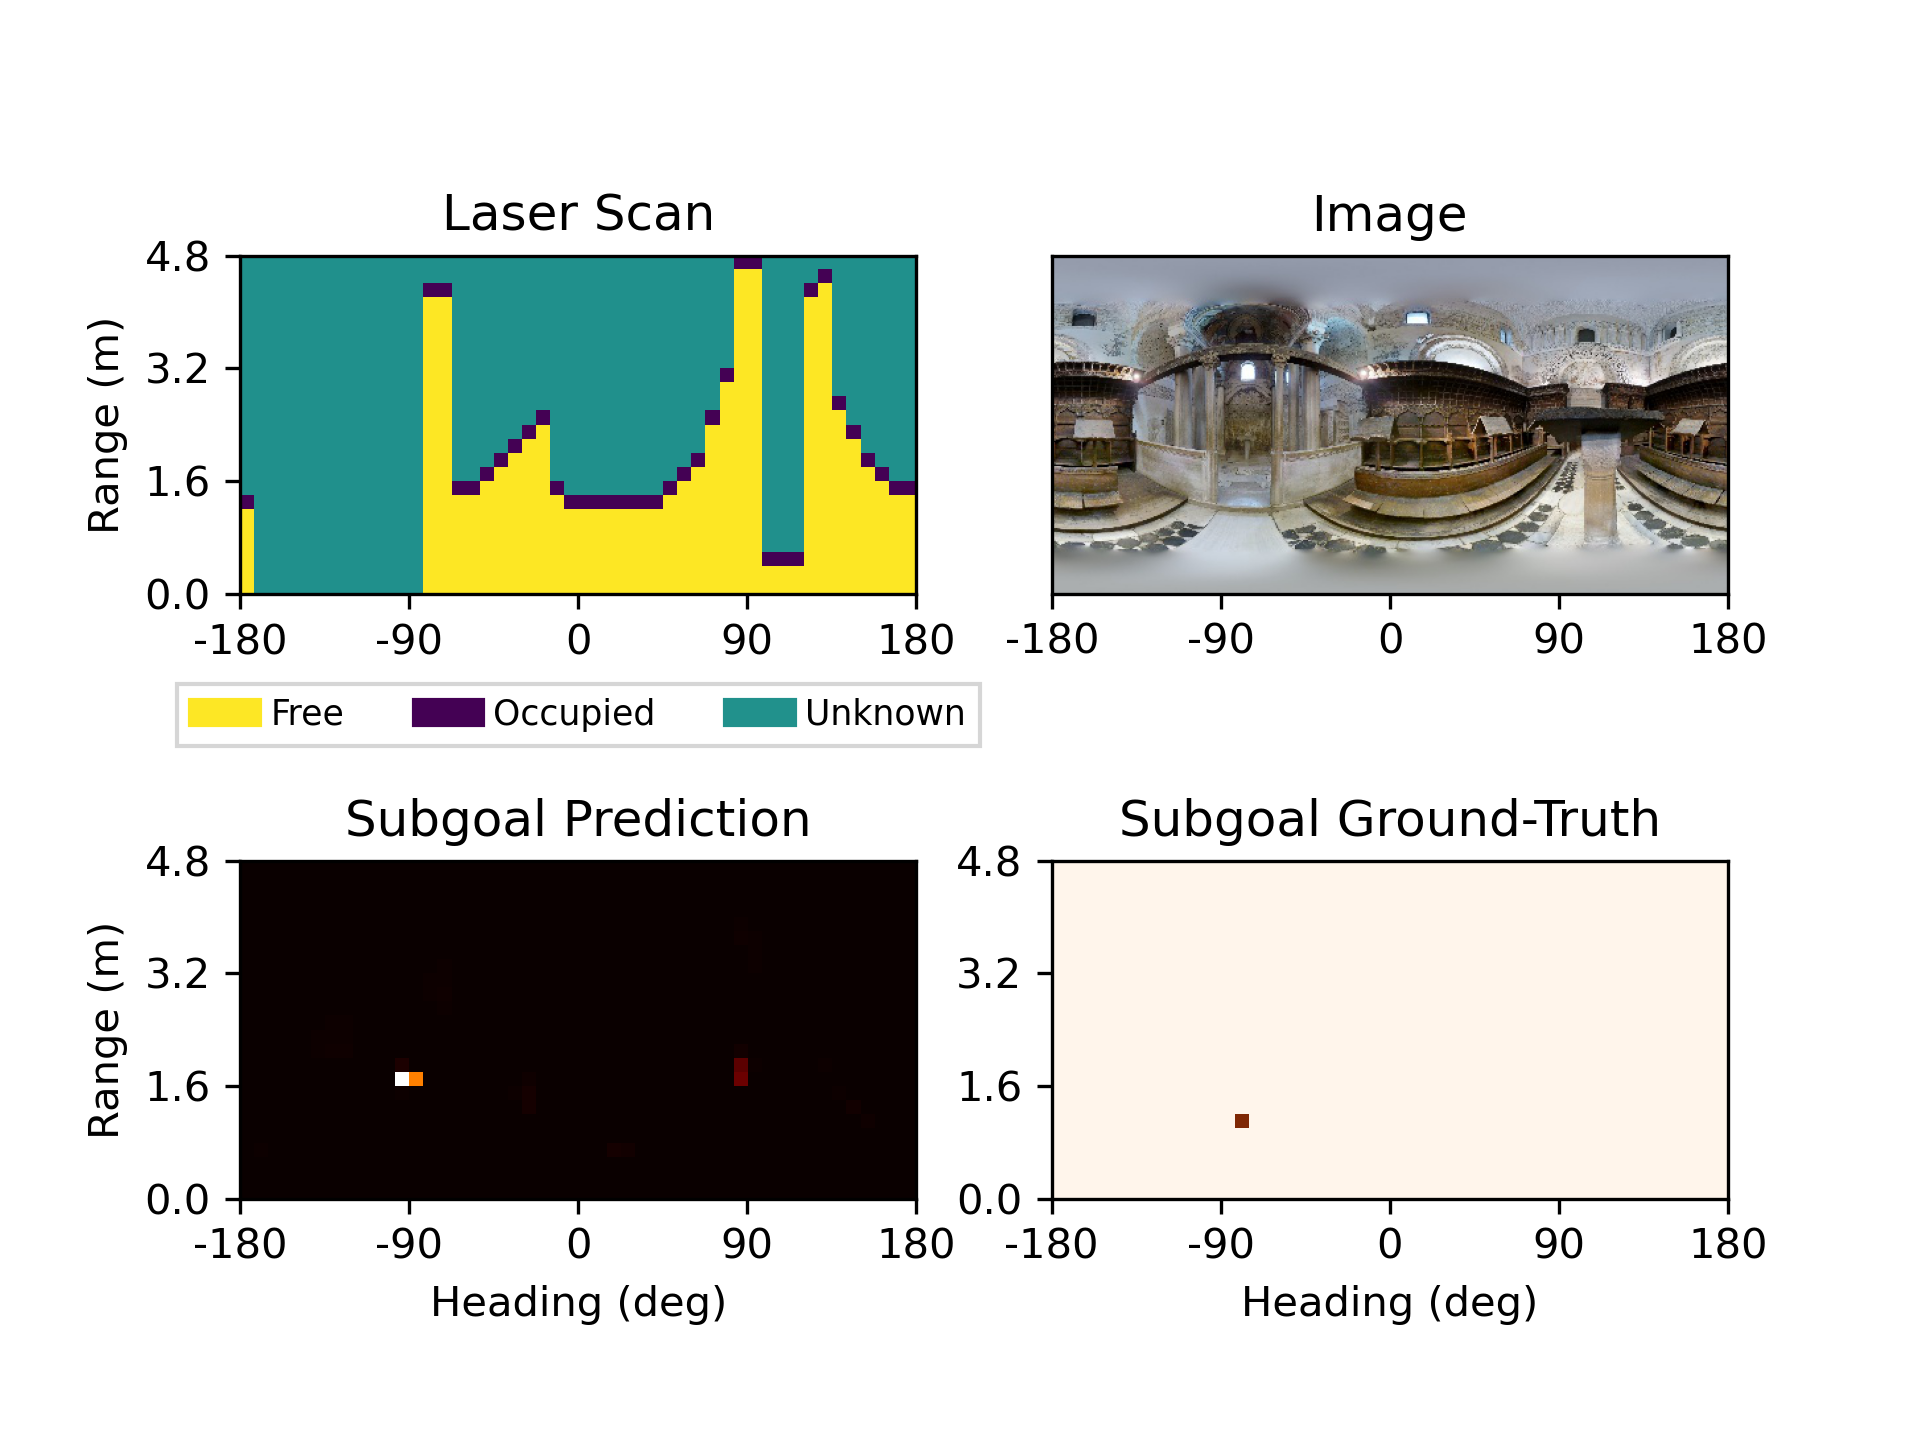 Laser Scan
Image
Range (m)
4.8
3.2
1.6
0.0
-180 -90 0 90 180
-180 -90 0 90 180
Free Occupied Unknown
Subgoal Prediction
Subgoal Ground-Truth
Range (m)
4.8
3.2
1.6
0.0
-180 -90 0 90 180
Heading (deg)
4.8
3.2
1.6
0.0
-180 -90 0 90 180
Heading (deg)